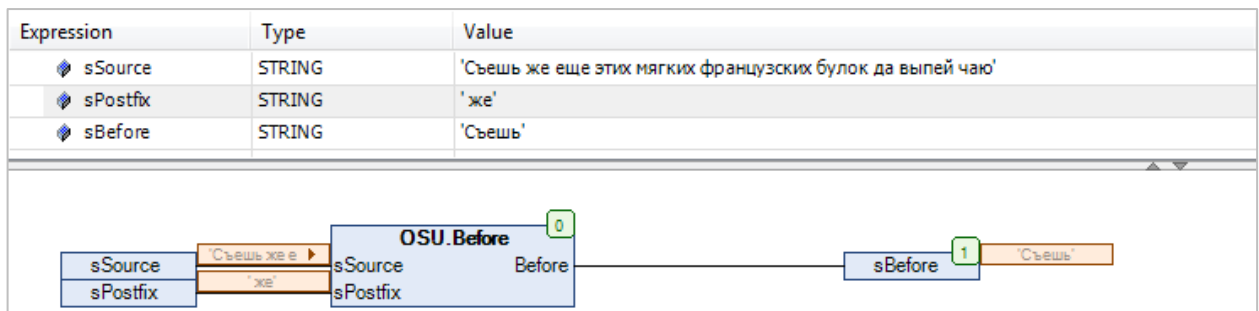 Expression Type Value
sSource STRING 'Съешь же еще этих мягких французских булок да выпей чаю'
sPostfix STRING ' же'
sBefore STRING 'Съешь'
0
OSU.Before
sSource 'Съешь же е sSource Before sBefore 1 'Съешь'
sPostfix ' же' sPostfix